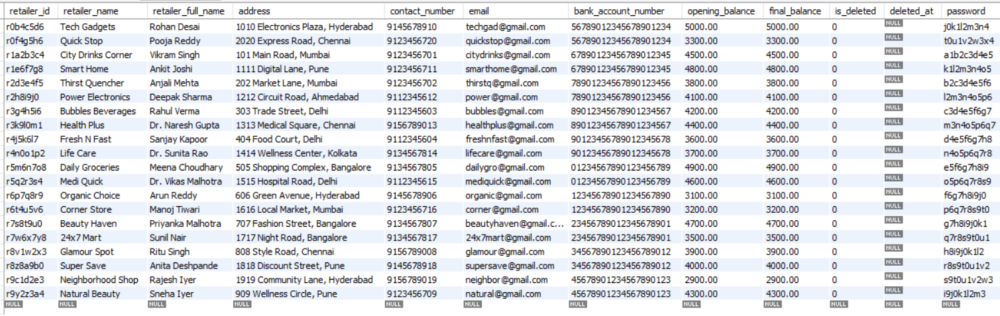 retailer_id retailer_name retailer_full_name address contact_number email bank_account_number opening_balance final_balance is_deleted deleted_at password
r0b4c5d6 Tech Gadgets Rohan Desai 1010 Electronics Plaza, Hyderabad 9145678910 techgad@gmail.com 56789012345678901234 5000.00 5000.00 0 NULL j0k1l2m3n4
r0f4g5h6 Quick Stop Pooja Reddy 2020 Express Road, Chennai 9123456720 quickstop@gmail.com 56789012345678901234 3300.00 3300.00 0 NULL t0u1v2w3x4
r1a2b3c4 City Drinks Corner Vikram Singh 101 Main Road, Mumbai 9123456701 citydrinks@gmail.com 67890123456789012345 4500.00 4500.00 0 NULL a1b2c3d4e5
r1e6f7g8 Smart Home Ankit Joshi 1111 Digital Lane, Pune 9123456711 smarthome@gmail.com 67890123456789012345 4800.00 4800.00 0 NULL k1l2m3n4o5
r2d3e4f5 Thirst Quencher Anjali Mehta 202 Market Lane, Mumbai 9123456702 thirstq@gmail.com 78901234567890123456 3800.00 3800.00 0 NULL b2c3d4e5f6
r2h8i9j0 Power Electronics Deepak Sharma 1212 Circuit Road, Ahmedabad 9112345612 power@gmail.com 78901234567890123456 4100.00 4100.00 0 NULL l2m3n4o5p6
r3g4h5i6 Bubbles Beverages Rahul Verma 303 Trade Street, Delhi 9112345603 bubbles@gmail.com 89012345678901234567 4200.00 4200.00 0 NULL c3d4e5f6g7
r3k9l0m1 Health Plus Dr. Naresh Gupta 1313 Medical Square, Chennai 9156789013 healthplus@gmail.com 89012345678901234567 4400.00 4400.00 0 NULL m3n4o5p6q7
r4j5k6l7 Fresh N Fast Sanjay Kapoor 404 Food Court, Delhi 9112345604 freshnfast@gmail.com 90123456789012345678 3600.00 3600.00 0 NULL d4e5f6g7h8
r4n0o1p2 Life Care Dr. Sunita Rao 1414 Wellness Center, Kolkata 9134567814 lifecare@gmail.com 90123456789012345678 3700.00 3700.00 0 NULL n4o5p6q7r8
r5m6n7o8 Daily Groceries Meena Choudhary 505 Shopping Complex, Bangalore 9134567805 dailygro@gmail.com 01234567890123456789 4900.00 4900.00 0 NULL e5f6g7h8i9
r5q2r3s4 Medi Quick Dr. Vikas Malhotra 1515 Hospital Road, Delhi 9112345615 mediquick@gmail.com 01234567890123456789 4600.00 4600.00 0 NULL o5p6q7r8s9
r6p7q8r9 Organic Choice Arun Reddy 606 Green Avenue, Hyderabad 9145678906 organic@gmail.com 12345678901234567890 3100.00 3100.00 0 NULL f6g7h8i9j0
r6t4u5v6 Corner Store Manoj Tiwari 1616 Local Market, Mumbai 9123456716 corner@gmail.com 12345678901234567890 3200.00 3200.00 0 NULL p6q7r8s9t0
r7s8t9u0 Beauty Haven Priyanka Malhotra 707 Fashion Street, Bangalore 9134567807 beautyhaven@gmail.c... 23456789012345678901 4700.00 4700.00 0 NULL g7h8i9j0k1
r7w6x7y8 24x7 Mart Sunil Nair 1717 Night Road, Bangalore 9134567817 24x7mart@gmail.com 23456789012345678901 3500.00 3500.00 0 NULL q7r8s9t0u1
r8v1w2x3 Glamour Spot Ritu Singh 808 Style Road, Chennai 9156789008 glamour@gmail.com 34567890123456789012 3900.00 3900.00 0 NULL h8i9j0k1l2
r8z8a9b0 Super Save Anita Deshpande 1818 Discount Street, Pune 9145678918 supersave@gmail.com 34567890123456789012 4000.00 4000.00 0 NULL r8s9t0u1v2
r9c1d2e3 Neighborhood Shop Rajesh Iyer 1919 Community Lane, Hyderabad 9156789019 neighbor@gmail.com 45678901234567890123 2900.00 2900.00 0 NULL s9t0u1v2w3
r9y2z3a4 Natural Beauty Sneha Iyer 909 Wellness Circle, Pune 9123456709 natural@gmail.com 45678901234567890123 4300.00 4300.00 0 NULL i9j0k1l2m3
NULL NULL NULL NULL NULL NULL NULL NULL NULL NULL NULL NULL